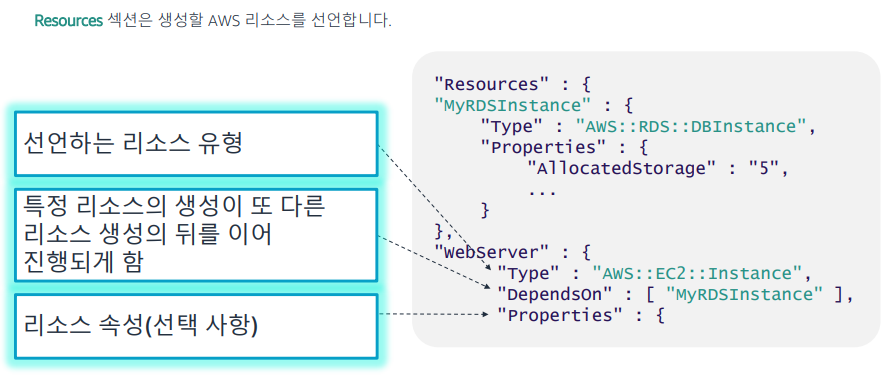 Resources 섹션은 생성할 AWS 리소스를 선언합니다.
선언하는 리소스 유형
특정 리소스의 생성이 또 다른
리소스 생성의 뒤를 이어
진행되게 함
리소스 속성(선택 사항)
"Resources" : {
"MyRDSInstance" : {
"Type" : "AWS::RDS::DBInstance",
"Properties" : {
"AllocatedStorage" : "5",
...
}
},
"WebServer" : {
"Type" : "AWS::EC2::Instance",
"DependsOn" : [ "MyRDSInstance" ],
"Properties" : {